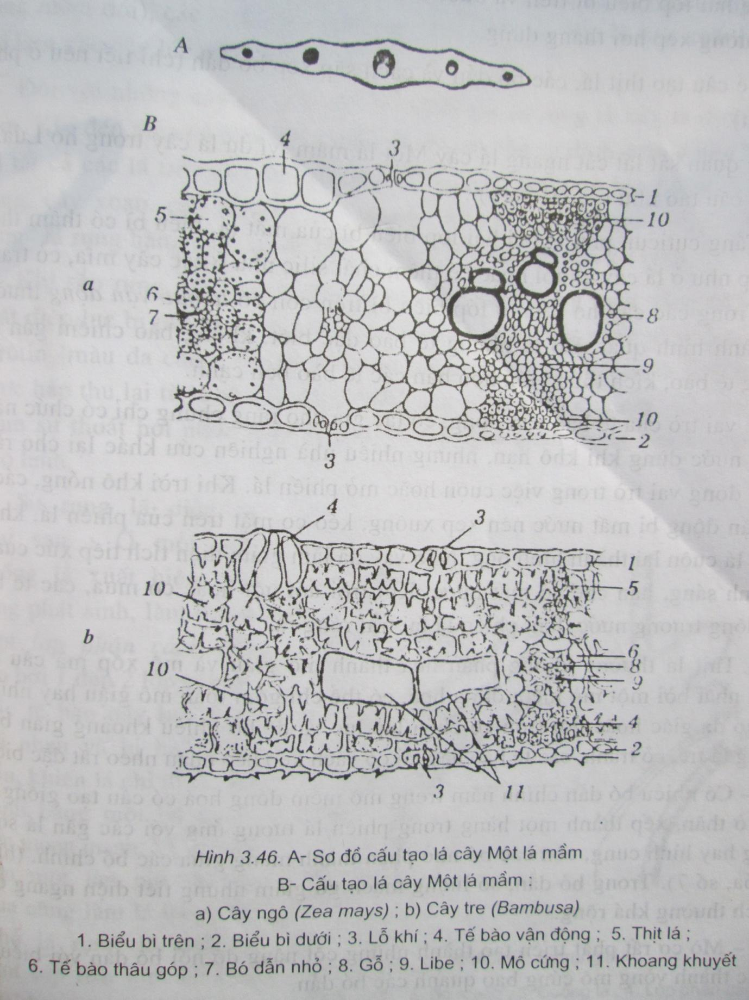 A
B
4
3
1
5
10
a
6
7
8
9
10
2
3
4
3
1
10
5
b
6
10
8
9
4
2
3
11
Hình 3.46. A- Sơ đồ cấu tạo lá cây Một lá mầm
B- Cấu tạo lá cây Một lá mầm :
a) Cây ngô (Zea mays) ; b) Cây tre (Bambusa)
1. Biểu bì trên ; 2. Biểu bì dưới ; 3. Lỗ khí ; 4. Tế bào vận động ; 5. Thịt lá ;
6. Tế bào thâu góp ; 7. Bó dẫn nhỏ ; 8. Gỗ ; 9. Libe ; 10. Mô cứng ; 11. Khoang khuyết